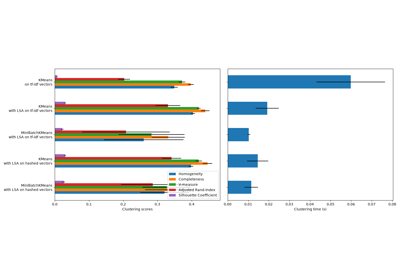 KMeans
on tf-idf vectors
KMeans
with LSA on tf-idf vectors
MiniBatchKMeans
with LSA on tf-idf vectors
KMeans
with LSA on hashed vectors
MiniBatchKMeans
with LSA on hashed vectors
Homogeneity
Completeness
V-measure
Adjusted Rand-Index
Silhouette Coefficient
0.0 0.1 0.2 0.3 0.4
Clustering scores
0.00 0.01 0.02 0.03 0.04 0.05 0.06 0.07 0.08
Clustering time (s)